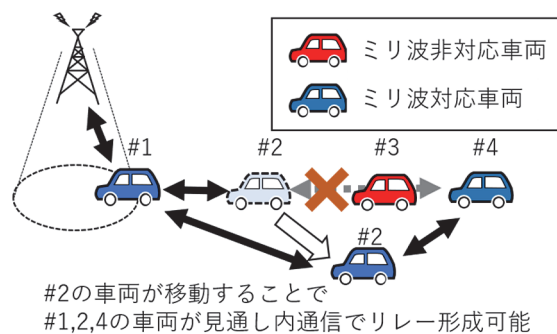 ミリ波非対応車両
ミリ波対応車両
#1
#2
#3
#4
#2
#2の車両が移動することで
#1,2,4の車両が見通し内通信でリレー形成可能